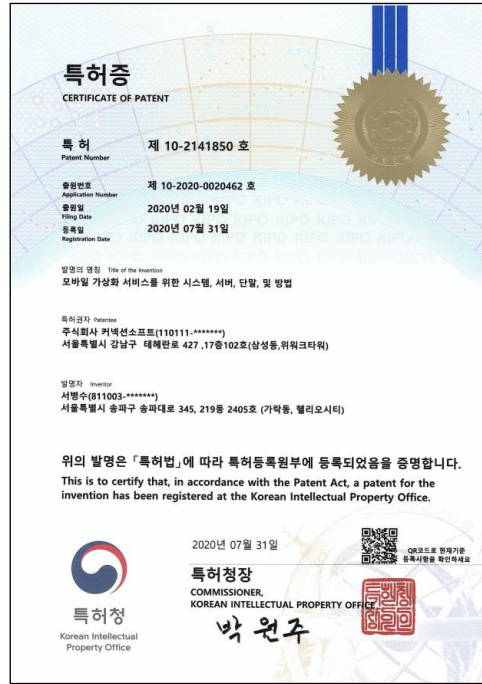 특허증
CERTIFICATE OF PATENT
특 허 제 10-2141850 호
Patent Number
출원번호 제 10-2020-0020462 호
Application Number
출원일 2020년 02월 19일
Filing Date
등록일 2020년 07월 31일
Registration Date
발명의 명칭 Title of the Invention
모바일 가상화 서비스를 위한 시스템, 서버, 단말, 및 방법
특허권자 Patentee
주식회사 커넥션소프트(110111-*******)
서울특별시 강남구 테헤란로 427 ,17층102호(삼성동,위워크타워)
발명자 Inventor
서병수(811003-*******)
서울특별시 송파구 송파대로 345, 219동 2405호 (가락동, 헬리오시티)
위의 발명은 「특허법」에 따라 특허등록원부에 등록되었음을 증명합니다.
This is to certify that, in accordance with the Patent Act, a patent for the
invention has been registered at the Korean Intellectual Property Office.
2020년 07월 31일
QR코드로 현재기준
등록사항을 확인하세요
특허청장
COMMISSIONER,
KOREAN INTELLECTUAL PROPERTY OFFICE
박원주
특허청
Korean Intellectual
Property Office